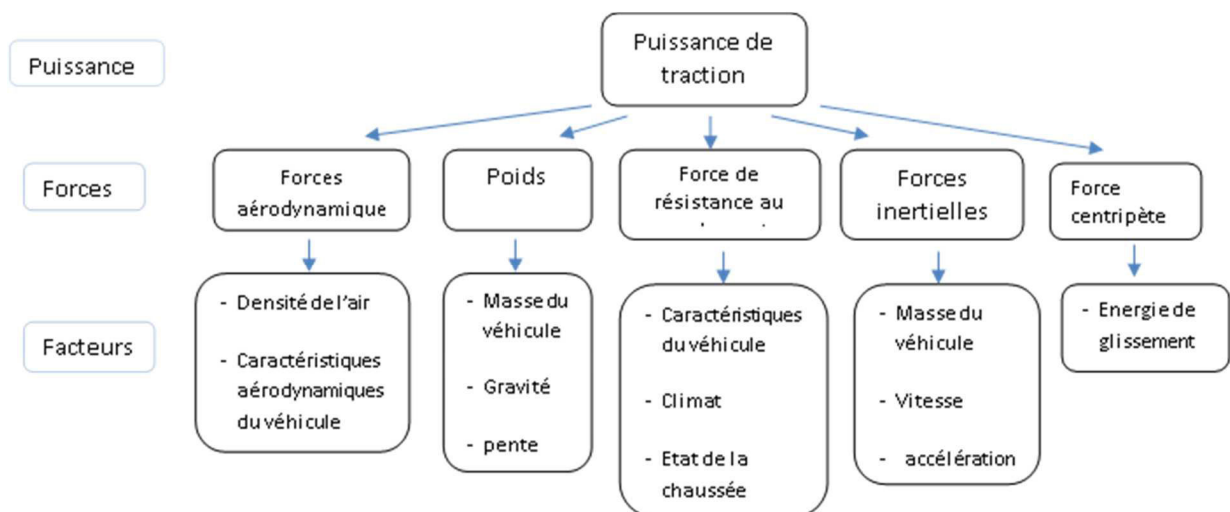 Puissance
Puissance de
traction
Forces
Forces
aérodynamique
Poids
Force de
résistance au
Forces
inertielles
Force
centripète
Facteurs
- Densité de l'air
- Caractéristiques
aérodynamiques
du véhicule
- Masse du
véhicule
- Gravité
- pente
- Caractéristiques
du véhicule
- Climat
- Etat de la
chaussée
- Masse du
véhicule
- Vitesse
- accélération
- Energie de
glissement